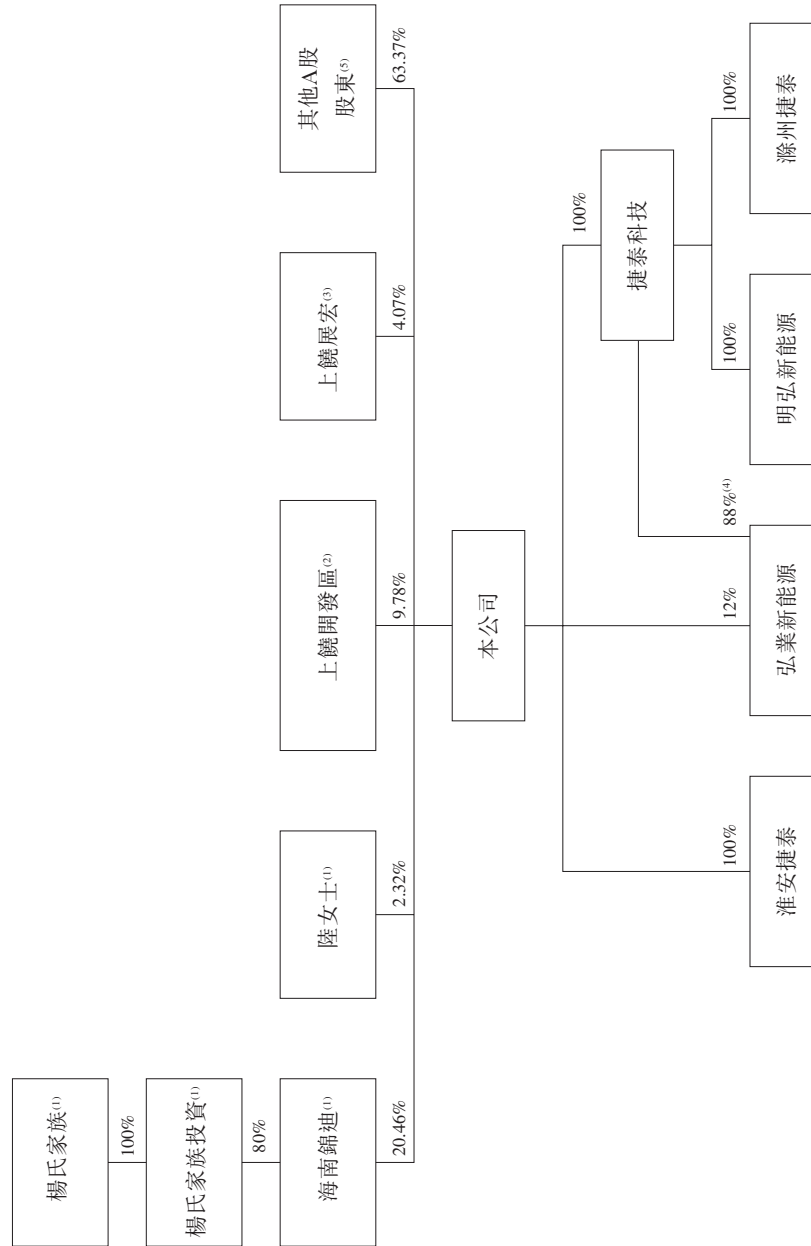 楊氏家族(1)
100%
楊氏家族投資(1)
80%
海南錦迪(1)
陸女士(1)
上饒開發區(2)
上饒展宏(3)
其他A股
股東(5)
20.46%
2.32%
9.78%
4.07%
63.37%
本公司
100%
捷泰科技
100%
12%
88%(4)
100%
100%
淮安捷泰
弘業新能源
明弘新能源
滁州捷泰